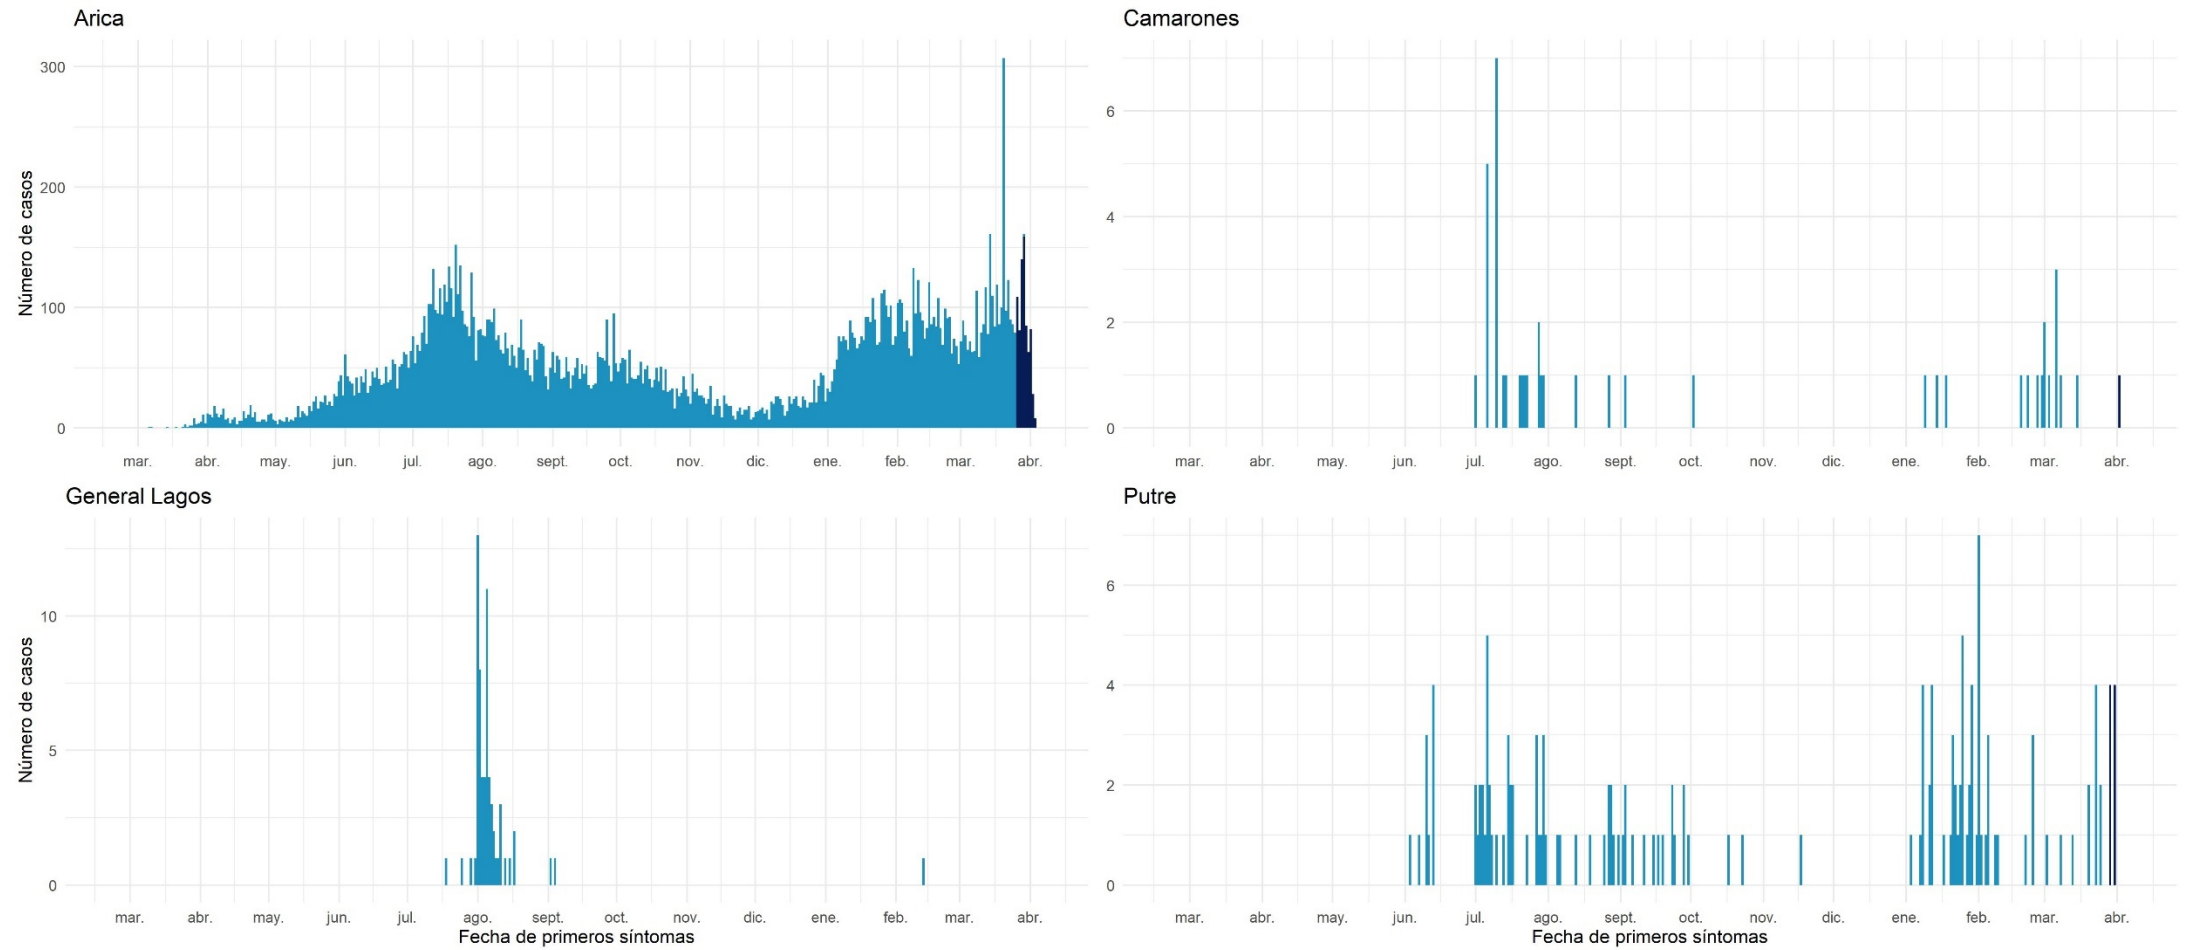 Arica
Número de casos
300
200
100
0
mar. abr. may. jun. jul. ago. sept. oct. nov. dic. ene. feb. mar. abr.
Camarones
6
4
2
0
mar. abr. may. jun. jul. ago. sept. oct. nov. dic. ene. feb. mar. abr.
General Lagos
Número de casos
10
5
0
mar. abr. may. jun. jul. ago. sept. oct. nov. dic. ene. feb. mar. abr.
Fecha de primeros síntomas
Putre
6
4
2
0
mar. abr. may. jun. jul. ago. sept. oct. nov. dic. ene. feb. mar. abr.
Fecha de primeros síntomas